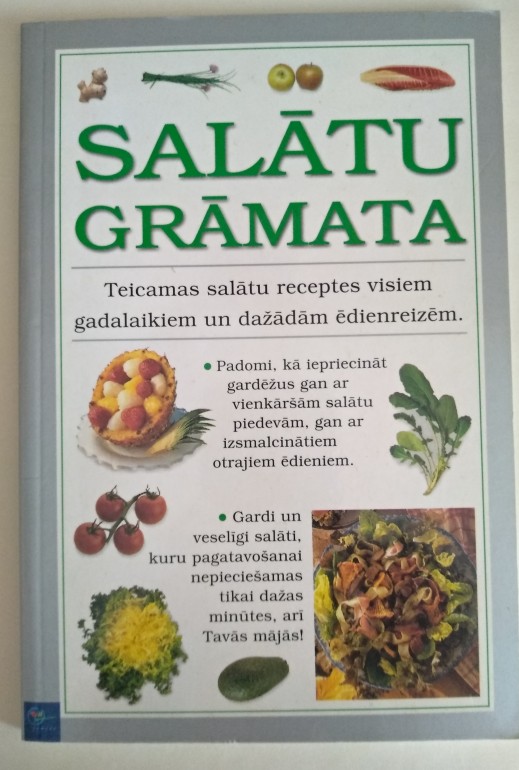 SALĀTU
GRĀMATA
Teicamas salātu receptes visiem
gadalaikiem un dažādām ēdienreizēm.
• Padomi, kā iepriecināt
gardēžus gan ar
vienkāršām salātu
piedevām, gan ar
izsmalcinātiem
otrajiem ēdieniem.
• Gardi un
veselīgi salāti,
kuru pagatavošanai
nepieciešamas
tikai dažas
minūtes, arī
Tavās mājās!